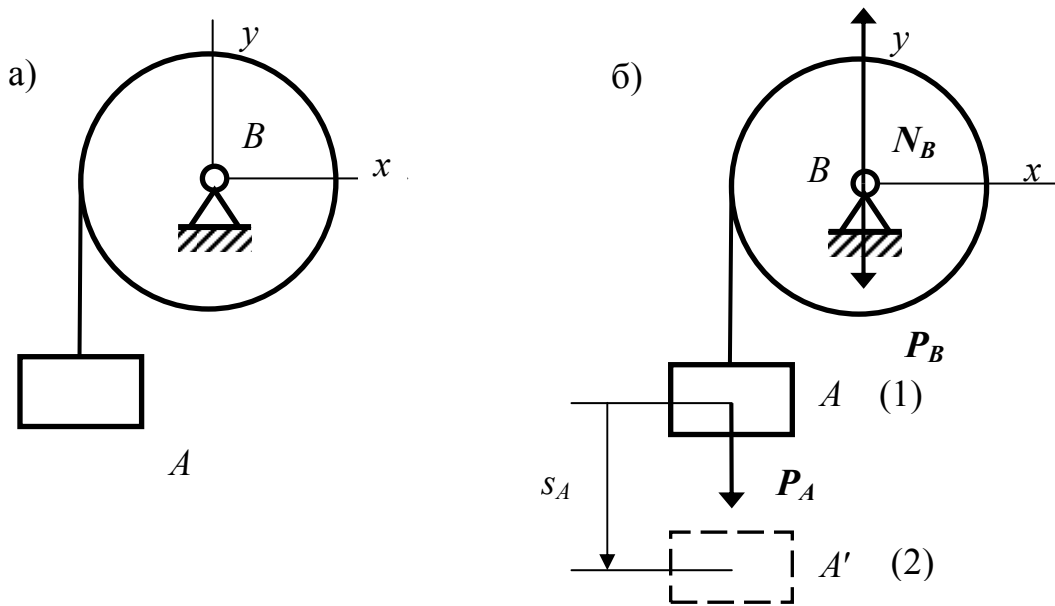 а)
y
B
x
A
б)
y
N_B
B
x
P_B
A (1)
P_A
s_A
A′ (2)